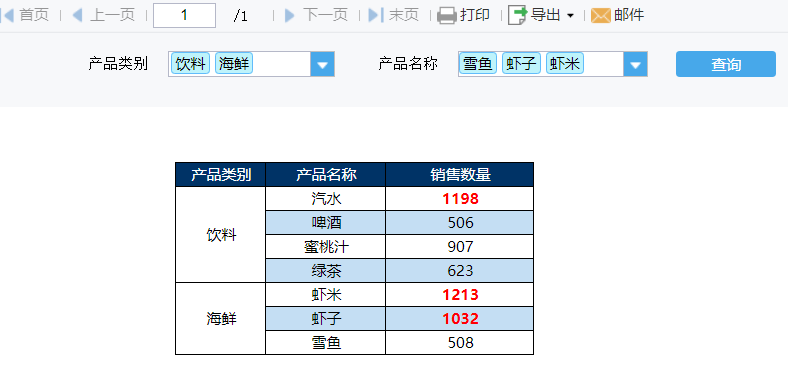 首页 上一页 1 /1 下一页 末页 打印 导出 邮件
产品类别 饮料 海鲜 产品名称 雪鱼 虾子 虾米 查询
产品类别 产品名称 销售数量
饮料 汽水 1198
啤酒 506
蜜桃汁 907
绿茶 623
海鲜 虾米 1213
虾子 1032
雪鱼 508